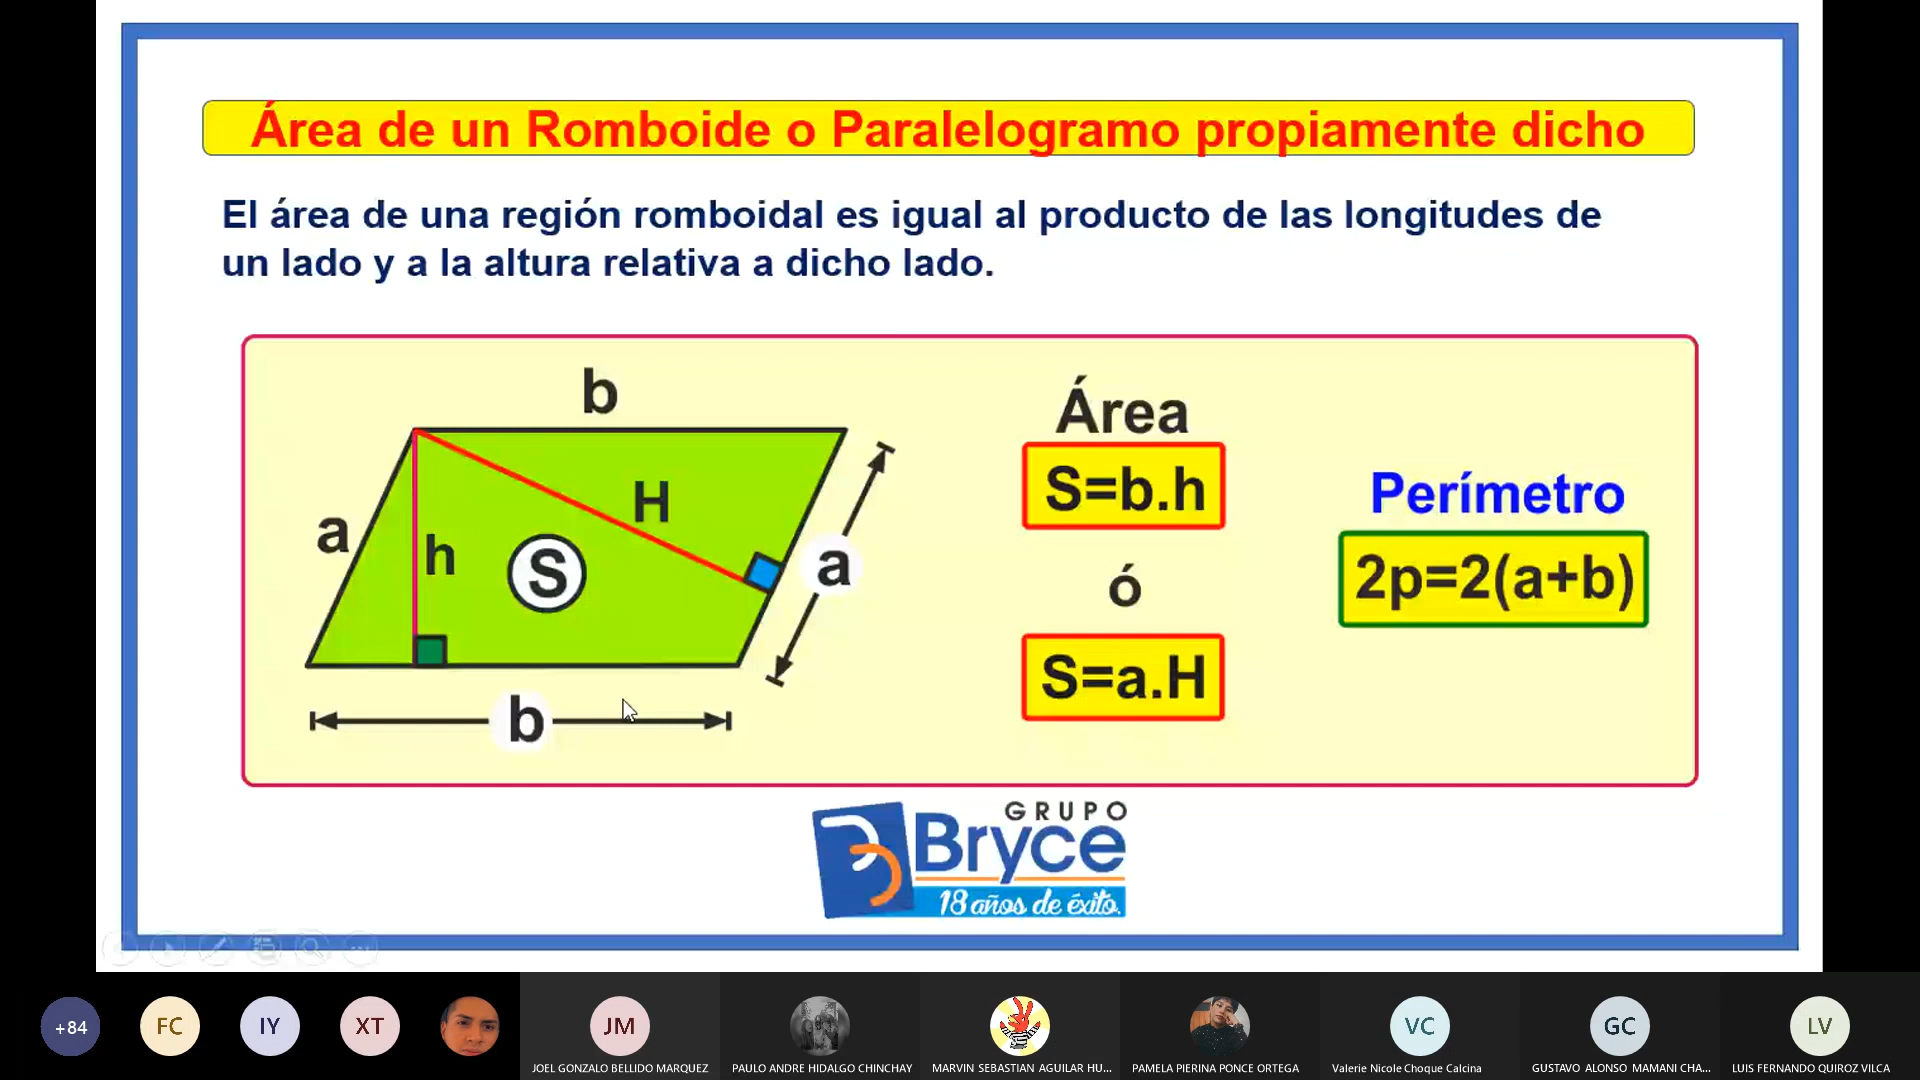 Área de un Romboide o Paralelogramo propiamente dicho
El área de una región romboidal es igual al producto de las longitudes de
un lado y a la altura relativa a dicho lado.
b
a
h
H
S
a
b
Área
S=b.h
ó
S=a.H
Perímetro
2p=2(a+b)
GRUPO
Bryce
18 años de éxito.
+84
FC
IY
XT
JM
VC
GC
LV
JOEL GONZALO BELLIDO MARQUEZ
PAULO ANDRE HIDALGO CHINCHAY
MARVIN SEBASTIAN AGUILAR HU...
PAMELA PIERINA PONCE ORTEGA
Valerie Nicole Choque Calcina
GUSTAVO ALONSO MAMANI CHA...
LUIS FERNANDO QUIROZ VILCA